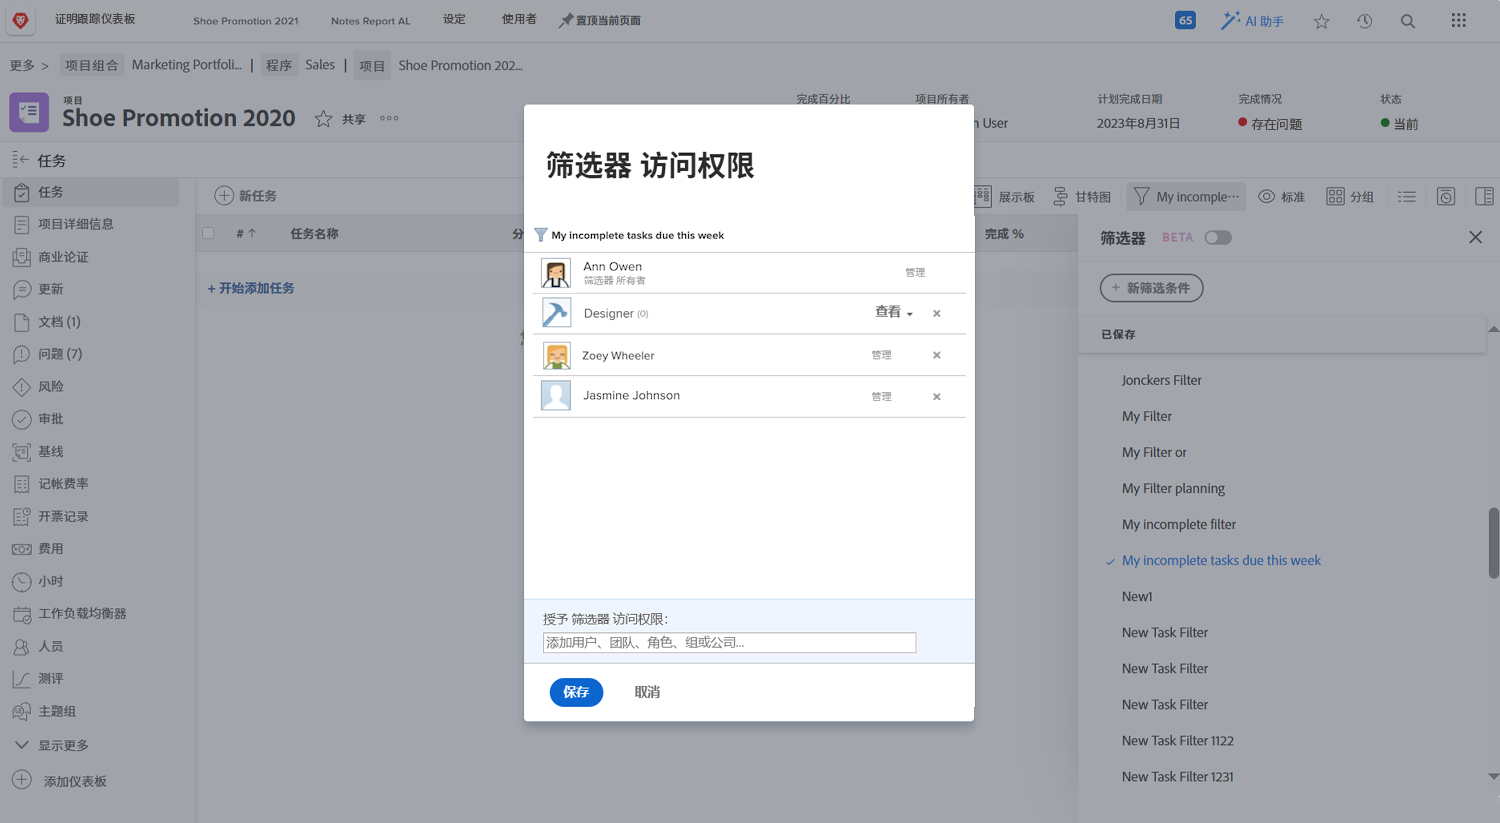 证明跟踪仪表板 Shoe Promotion 2021 Notes Report AL 设定 使用者 置顶当前页面 65 AI 助手
更多 > 项目组合 Marketing Portfoli... | 程序 Sales | 项目 Shoe Promotion 202...
项目
Shoe Promotion 2020 共享
完成百分比 项目所有者 计划完成日期 完成情况 状态
User 2023年8月31日 存在问题 当前
任务
任务
项目详细信息
商业论证
更新
文档 (1)
问题 (7)
风险
审批
基线
记帐费率
开票记录
费用
小时
工作负载均衡器
人员
测评
主题组
显示更多
添加仪表板
新任务 展示板 甘特图 My incomple··· 标准 分组
# 任务名称 分 完成 %
+ 开始添加任务
筛选器 访问权限
My incomplete tasks due this week
Ann Owen 管理
筛选器 所有者
Designer (0) 查看
Zoey Wheeler 管理
Jasmine Johnson 管理
授予 筛选器 访问权限:
添加用户、团队、角色、组或公司...
保存 取消
筛选器 BETA
+ 新筛选条件
已保存
Jonckers Filter
My Filter
My Filter or
My Filter planning
My incomplete filter
My incomplete tasks due this week
New1
New Task Filter
New Task Filter
New Task Filter
New Task Filter 1122
New Task Filter 1231